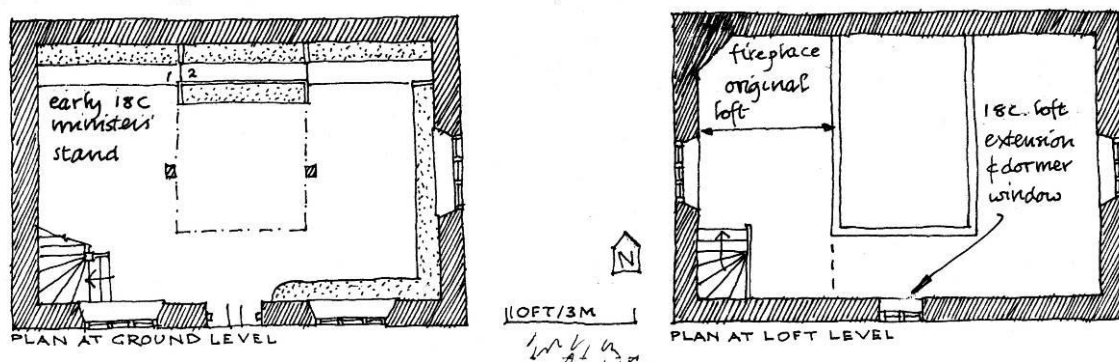 1 2
early 18C
ministers'
stand
PLAN AT GROUND LEVEL
N
10FT/3M
fireplace
original
loft
18C. loft
extension
& dormer
window
PLAN AT LOFT LEVEL